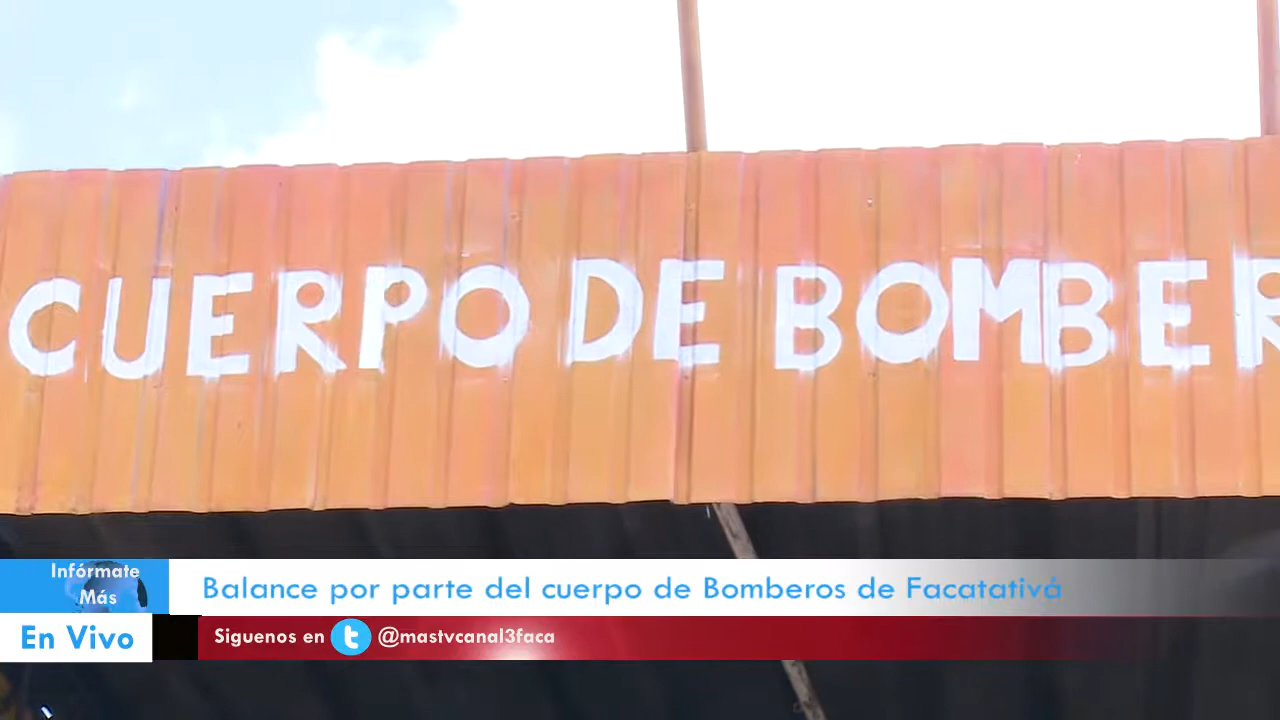 CUERPO DE BOMBER
Infórmate
Más
Balance por parte del cuerpo de Bomberos de Facatativá
En Vivo
Siguenos en @mastvcanal3faca